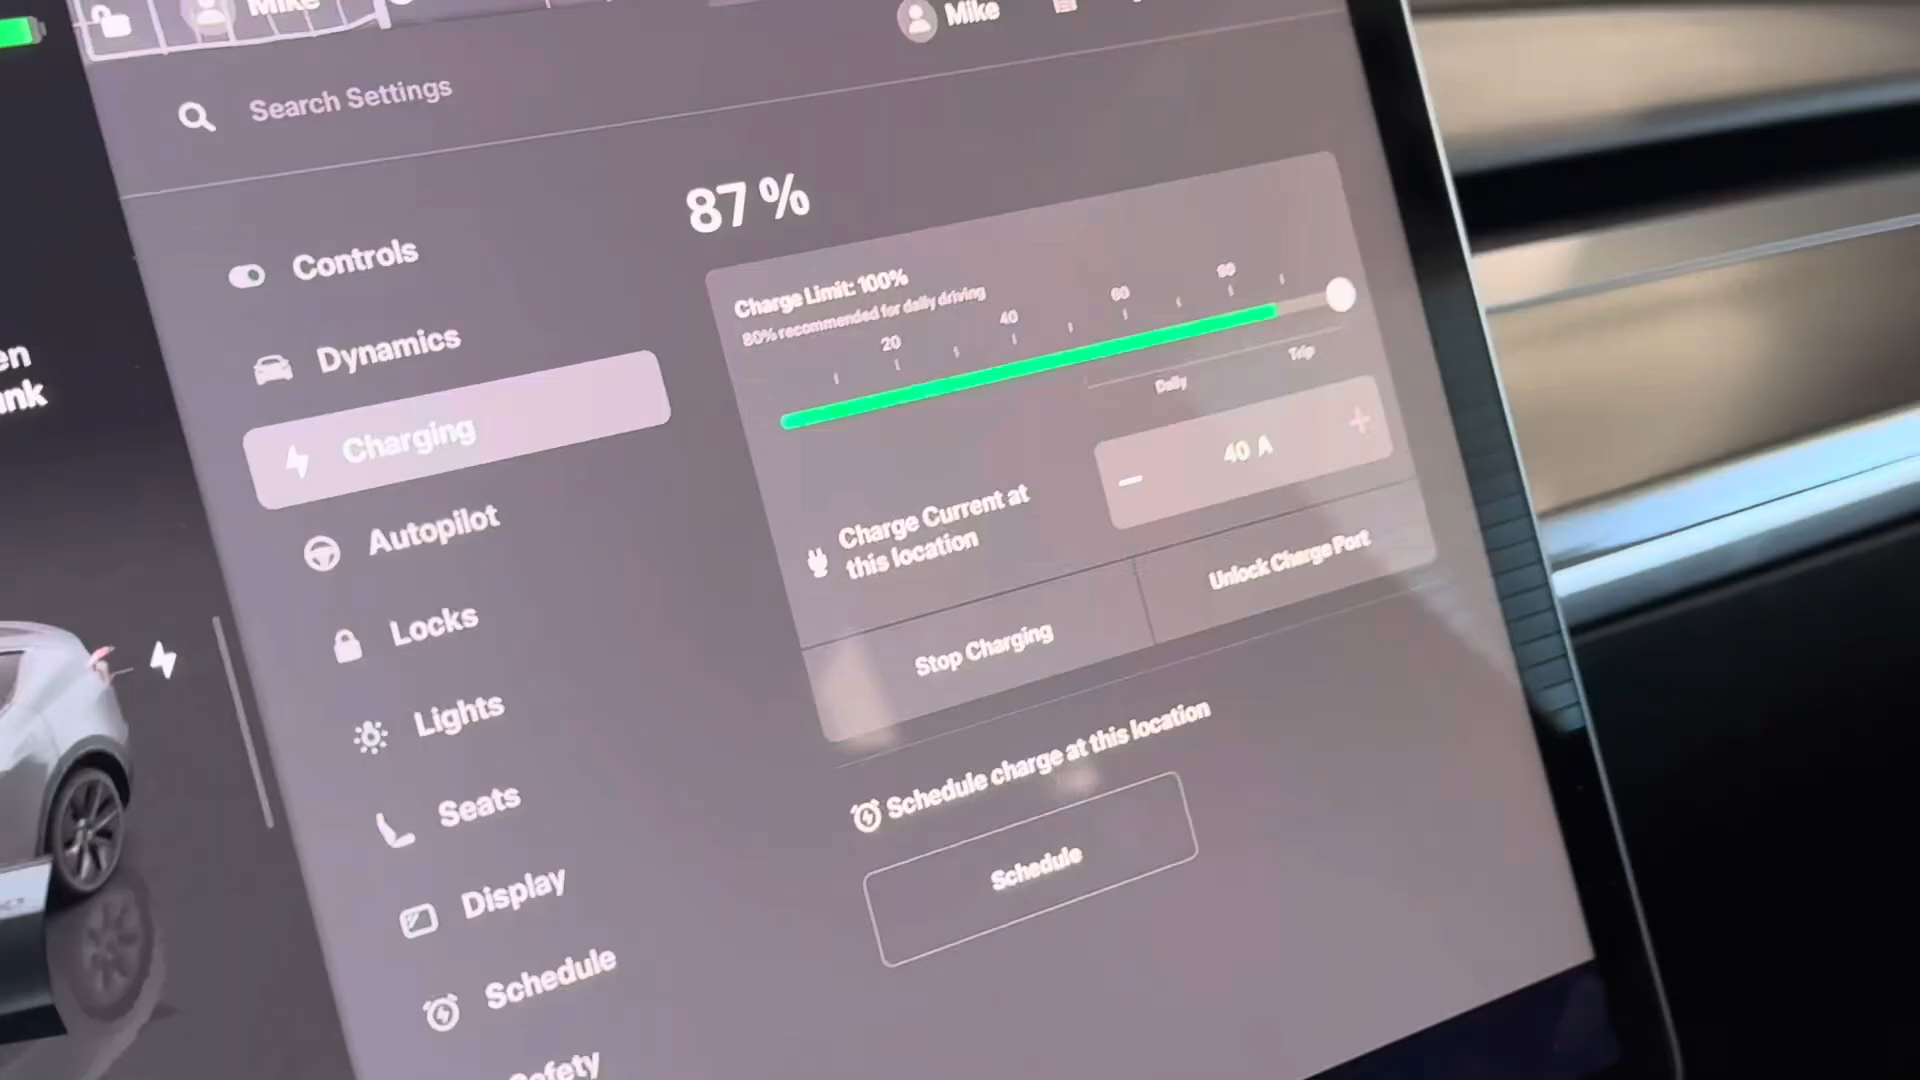 Mike
Mike
Search Settings
87%
Controls
Dynamics
Charging
Autopilot
Locks
Lights
Seats
Display
Schedule
Charge Limit: 100%
80% recommended for daily driving
20
40
60
80
Daily
Trip
Charge Current at
this location
40 A
Stop Charging
Unlock Charge Port
Schedule charge at this location
Schedule